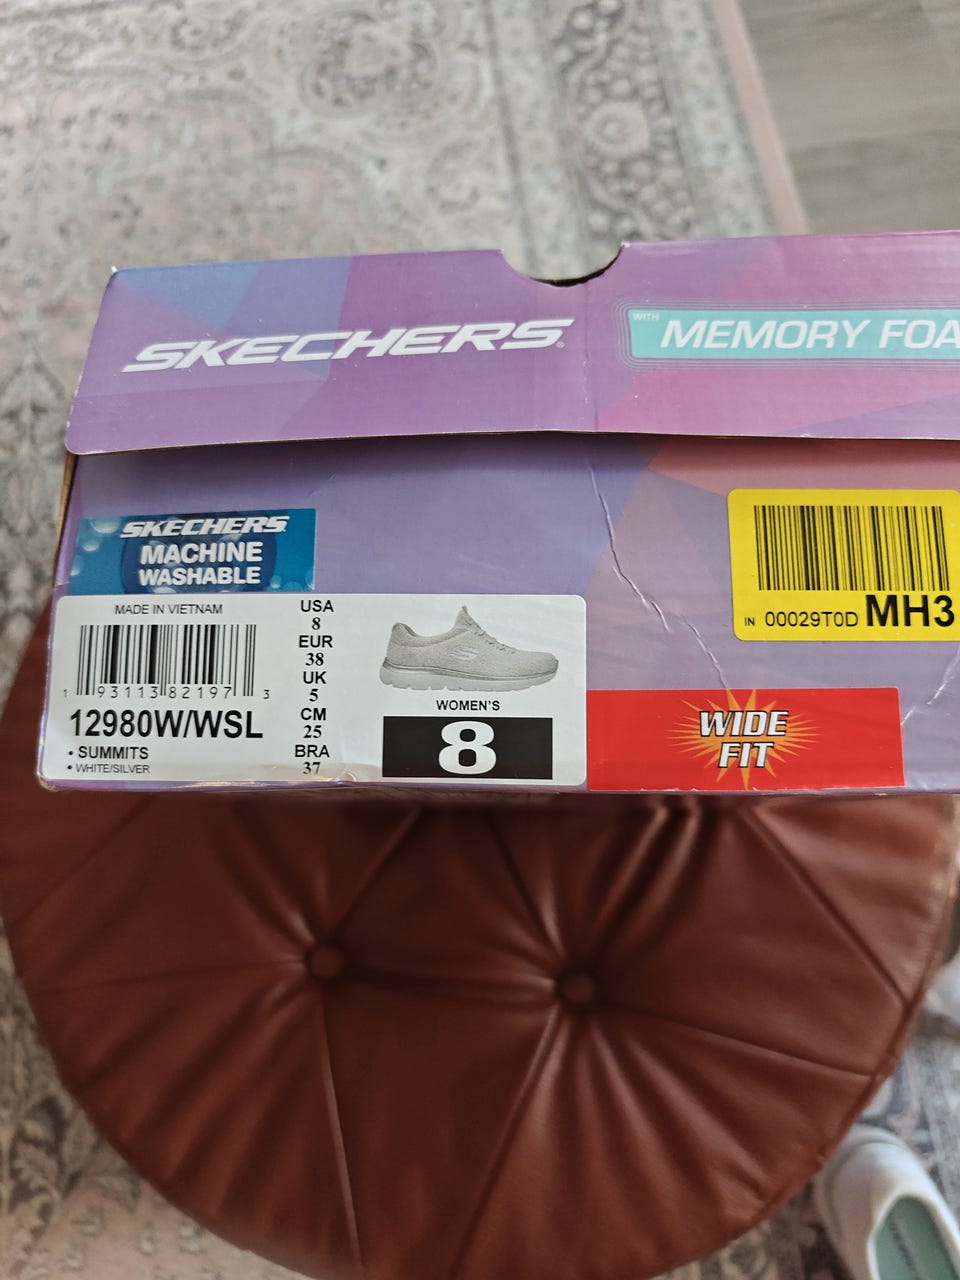 SKECHERS
WITH
MEMORY FOA
SKECHERS
MACHINE
WASHABLE
MADE IN VIETNAM
1 93113 82197 3
12980W/WSL
• SUMMITS
• WHITE/SILVER
USA
8
EUR
38
UK
5
CM
25
BRA
37
WOMEN'S
8
IN 00029T0D MH3
WIDE
FIT